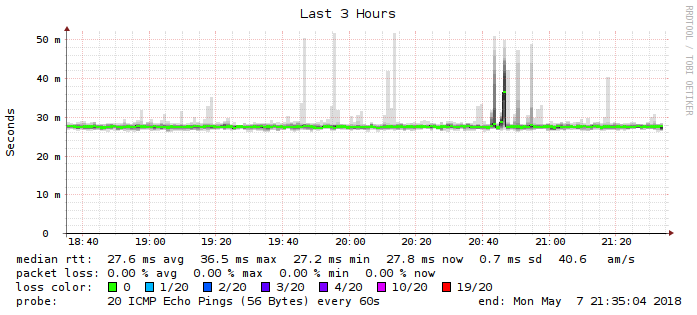 Last 3 Hours
RRDTOOL / TOBI OETIKER
Seconds
50 m
40 m
30 m
20 m
10 m
0
18:40 19:00 19:20 19:40 20:00 20:20 20:40 21:00 21:20
median rtt: 27.6 ms avg 36.5 ms max 27.2 ms min 27.8 ms now 0.7 ms sd 40.6 am/s
packet loss: 0.00 % avg 0.00 % max 0.00 % min 0.00 % now
loss color: 0 1/20 2/20 3/20 4/20 10/20 19/20
probe: 20 ICMP Echo Pings (56 Bytes) every 60s end: Mon May 7 21:35:04 2018